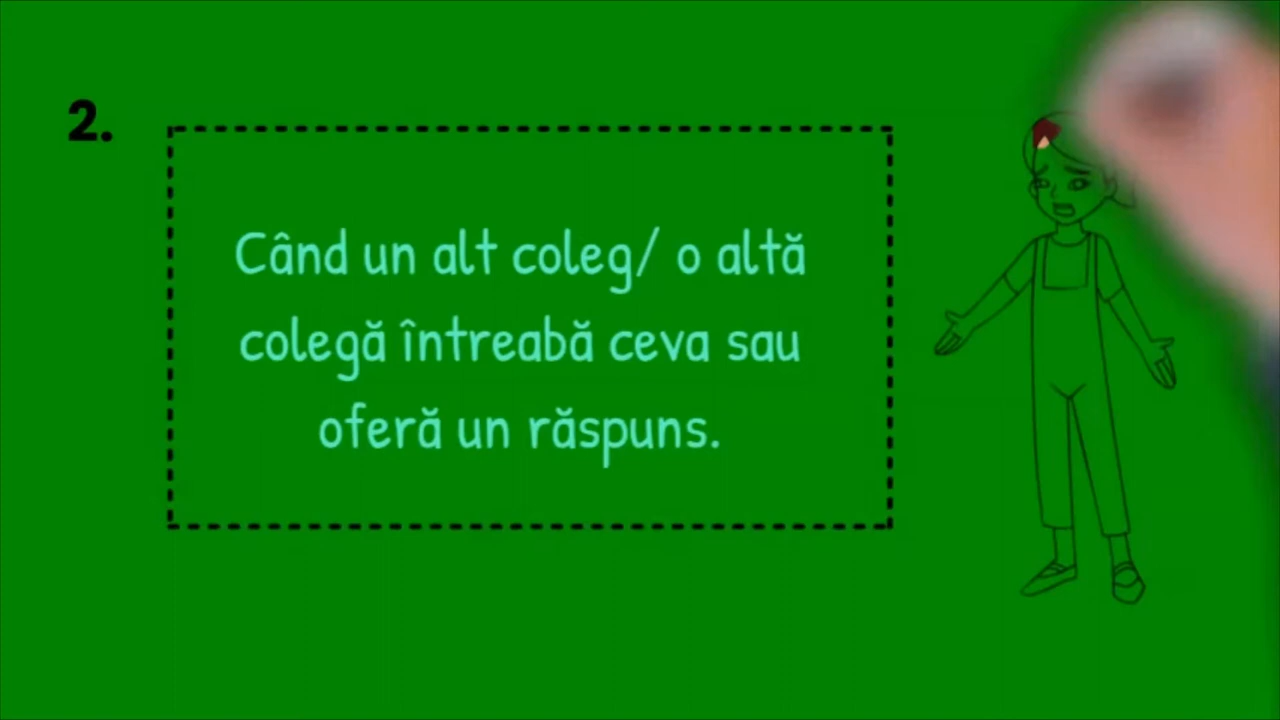 2.
Când un alt coleg/ o altă
colegă întreabă ceva sau
oferă un răspuns.